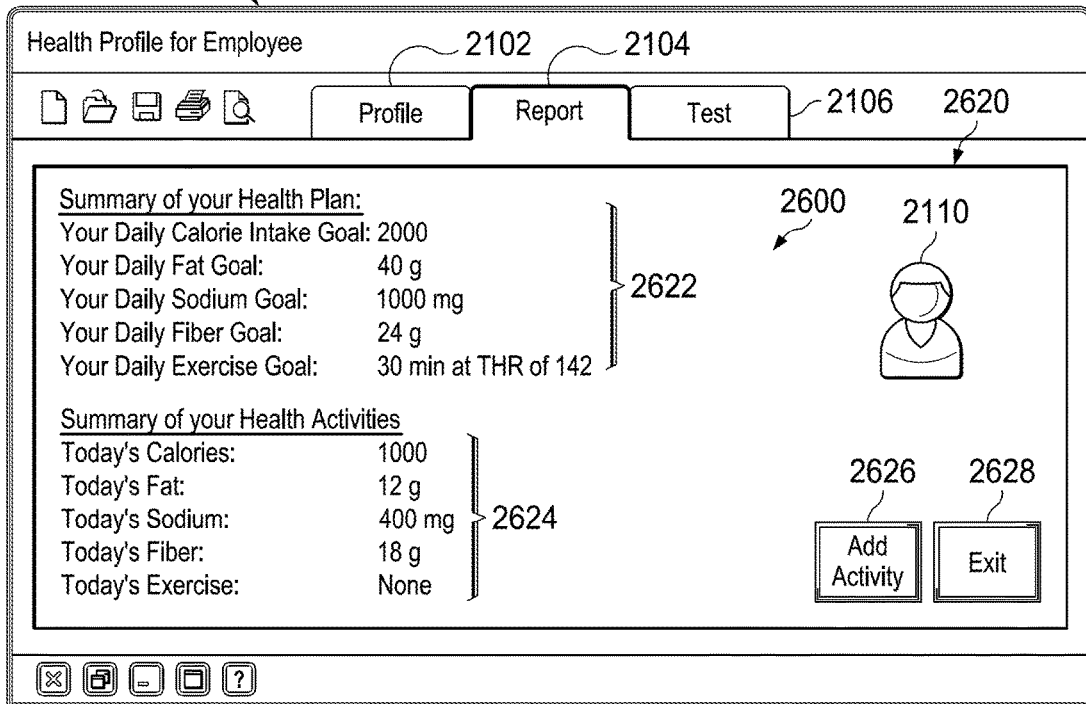 Health Profile for Employee
2102
2104
Profile
Report
Test
2106
2620
Summary of your Health Plan:
Your Daily Calorie Intake Goal: 2000
Your Daily Fat Goal: 40 g
Your Daily Sodium Goal: 1000 mg
Your Daily Fiber Goal: 24 g
Your Daily Exercise Goal: 30 min at THR of 142
2622
2600
2110
Summary of your Health Activities
Today's Calories: 1000
Today's Fat: 12 g
Today's Sodium: 400 mg
Today's Fiber: 18 g
Today's Exercise: None
2624
2626
2628
Add
Activity
Exit
?